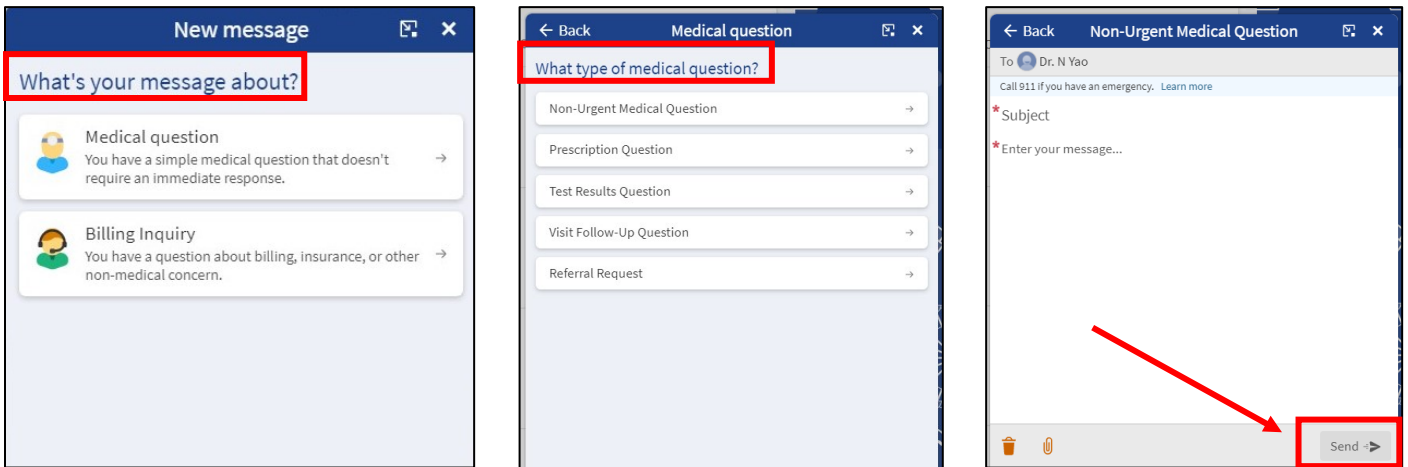 New message
What's your message about?
Medical question
You have a simple medical question that doesn't
require an immediate response.
Billing Inquiry
You have a question about billing, insurance, or other
non-medical concern.
Back
Medical question
What type of medical question?
Non-Urgent Medical Question
Prescription Question
Test Results Question
Visit Follow-Up Question
Referral Request
Back
Non-Urgent Medical Question
To Dr. N Yao
Call 911 if you have an emergency. Learn more
*Subject
*Enter your message...
Send